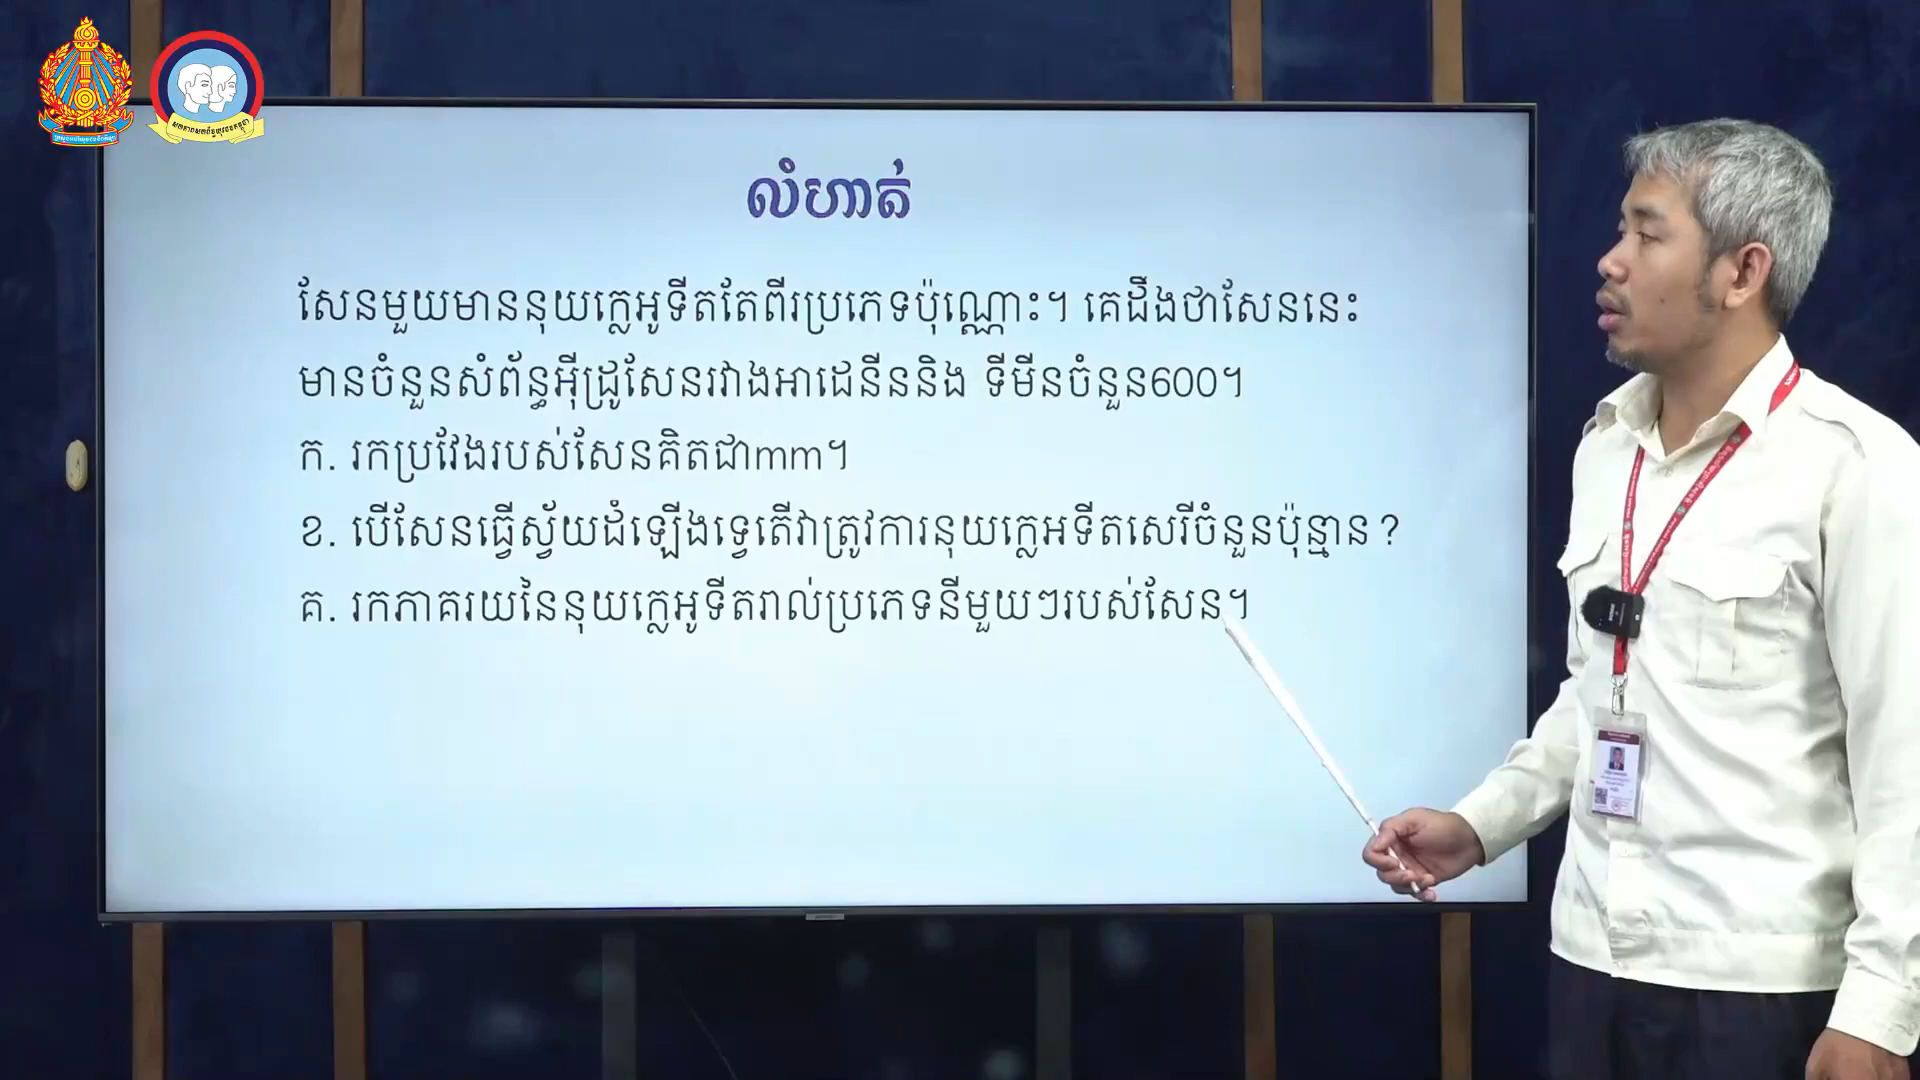 លំហាត់
សែនមួយមាននុយក្លេអូទីតតែពីរប្រភេទប៉ុណ្ណោះ។ គេដឹងថាសែននេះ
មានចំនួនសំព័ន្ធអ៊ីដ្រូសែនរវាងអាដេនីននិង ទីមីនចំនួន600។
ក. រកប្រវែងរបស់សែនគិតជាmm។
ខ. បើសែនធ្វើស្វ័យដំឡើងទ្វេតើវាត្រូវការនុយក្លេអទីតសេរីចំនួនប៉ុន្មាន ?
គ. រកភាគរយនៃនុយក្លេអូទីតរាល់ប្រភេទនីមួយៗរបស់សែន។